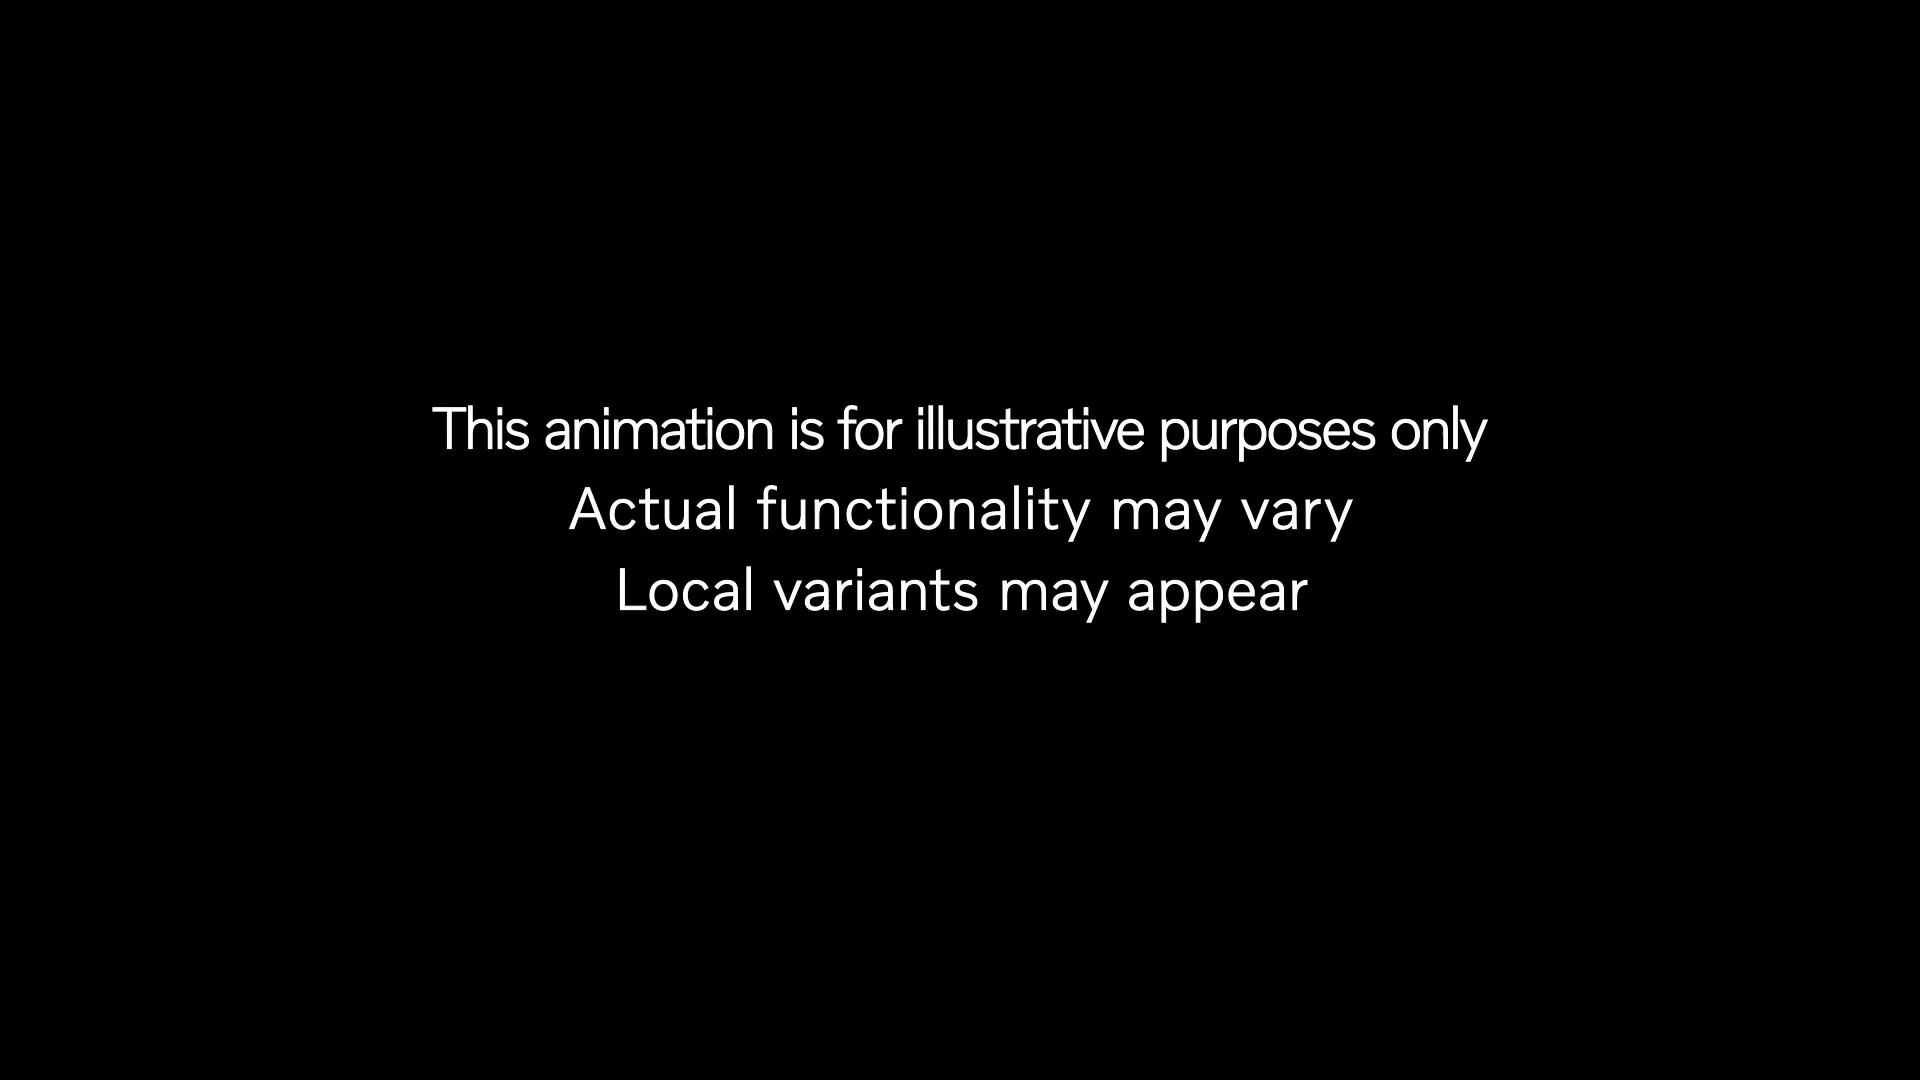 This animation is for illustrative purposes only
Actual functionality may vary
Local variants may appear